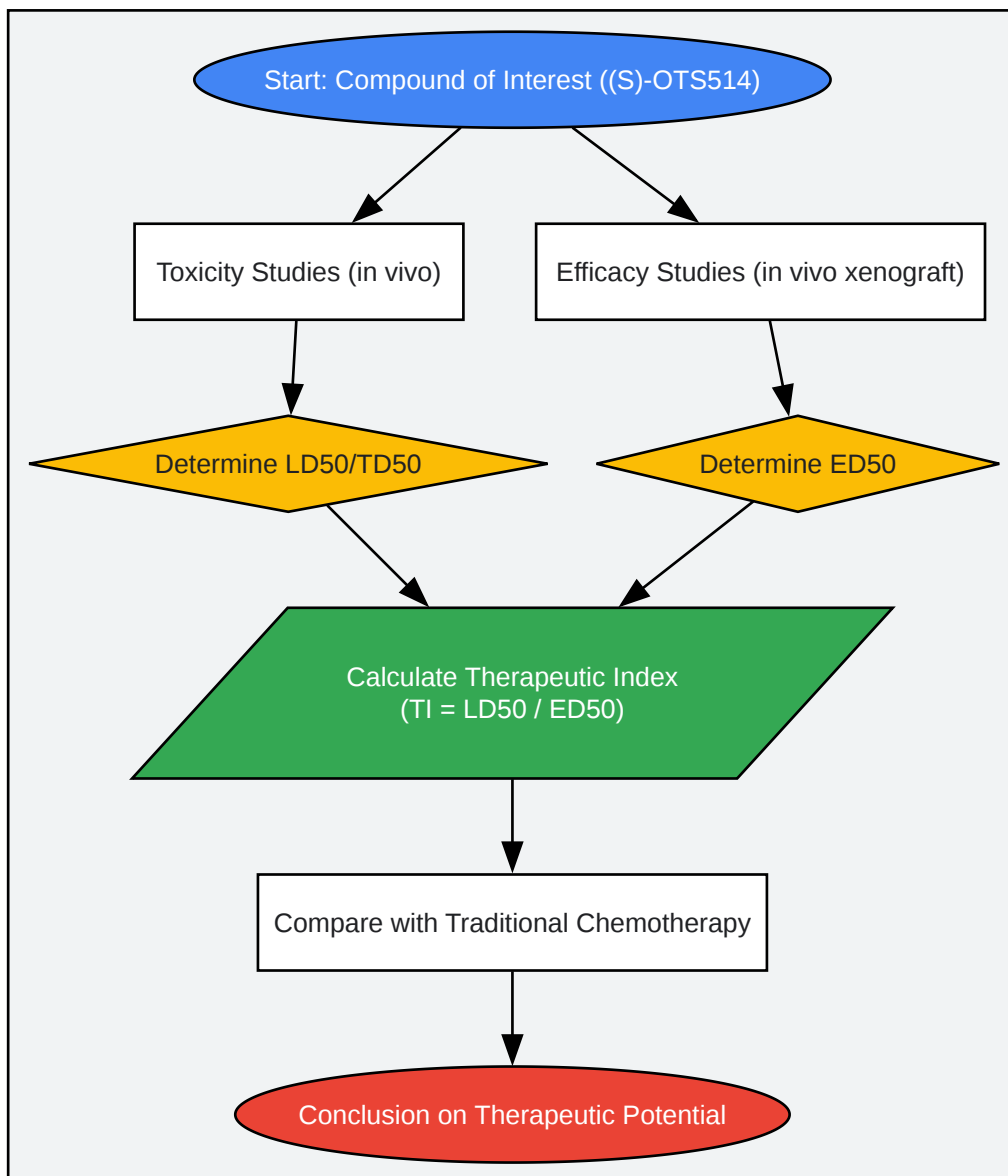 Start: Compound of Interest ((S)-OTS514)
Toxicity Studies (in vivo)
Efficacy Studies (in vivo xenograft)
Determine LD50/TD50
Determine ED50
Calculate Therapeutic Index
(TI = LD50 / ED50)
Compare with Traditional Chemotherapy
Conclusion on Therapeutic Potential